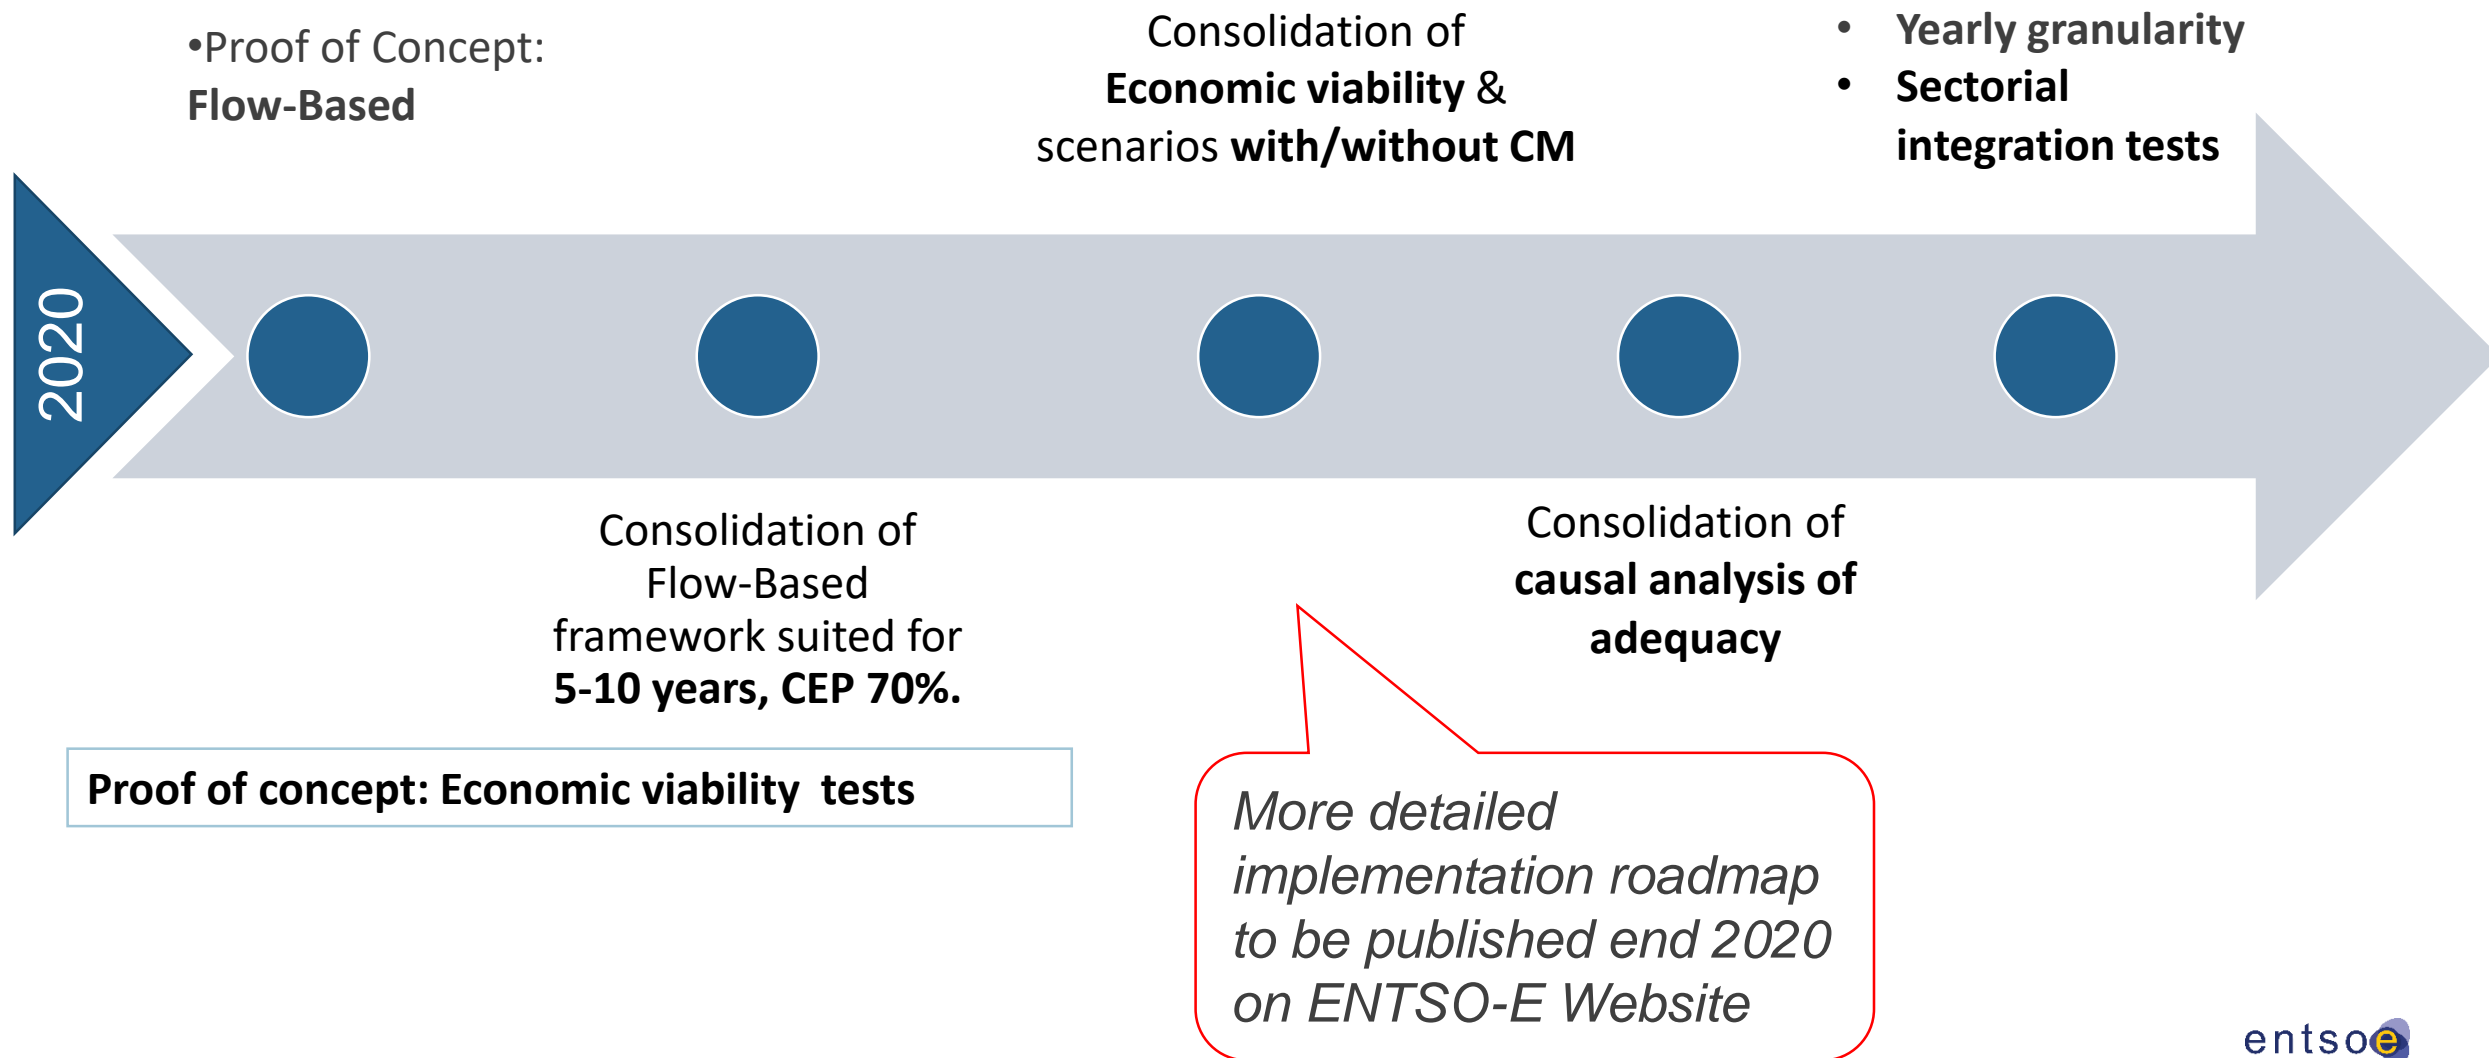 •Proof of Concept:
Flow-Based
Consolidation of
Economic viability &
scenarios with/without CM
• Yearly granularity
• Sectorial
integration tests
2020
Consolidation of
Flow-Based
framework suited for
5-10 years, CEP 70%.
Consolidation of
causal analysis of
adequacy
Proof of concept: Economic viability tests
More detailed
implementation roadmap
to be published end 2020
on ENTSO-E Website
entsoe